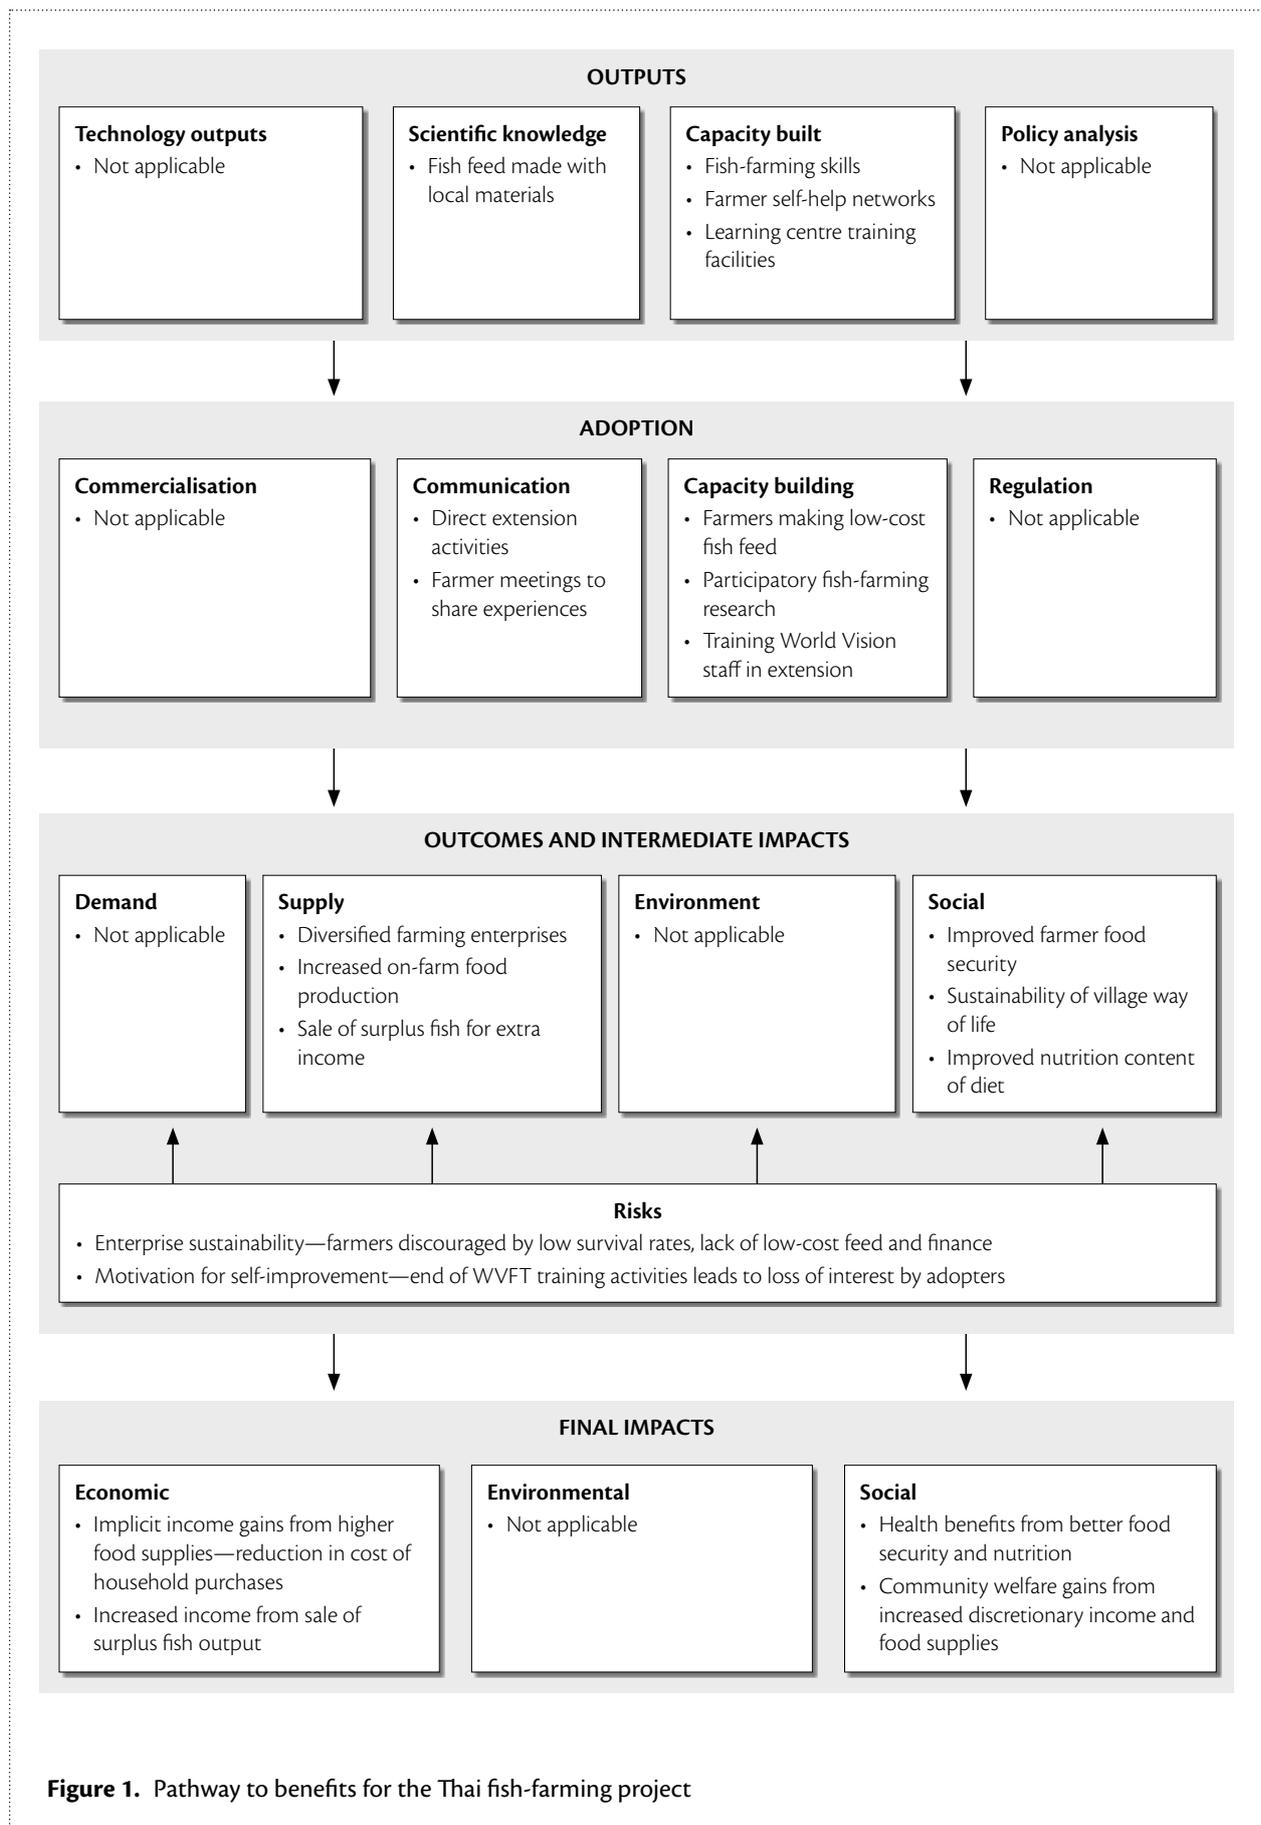 OUTPUTS
Technology outputs
• Not applicable
Scientific knowledge
• Fish feed made with
local materials
Capacity built
• Fish-farming skills
• Farmer self-help networks
• Learning centre training
facilities
Policy analysis
• Not applicable
ADOPTION
Commercialisation
• Not applicable
Communication
• Direct extension
activities
• Farmer meetings to
share experiences
Capacity building
• Farmers making low-cost
fish feed
• Participatory fish-farming
research
• Training World Vision
staff in extension
Regulation
• Not applicable
OUTCOMES AND INTERMEDIATE IMPACTS
Demand
• Not applicable
Supply
• Diversified farming enterprises
• Increased on-farm food
production
• Sale of surplus fish for extra
income
Environment
• Not applicable
Social
• Improved farmer food
security
• Sustainability of village way
of life
• Improved nutrition content
of diet
Risks
• Enterprise sustainability—farmers discouraged by low survival rates, lack of low-cost feed and finance
• Motivation for self-improvement—end of WVFT training activities leads to loss of interest by adopters
FINAL IMPACTS
Economic
• Implicit income gains from higher
food supplies—reduction in cost of
household purchases
• Increased income from sale of
surplus fish output
Environmental
• Not applicable
Social
• Health benefits from better food
security and nutrition
• Community welfare gains from
increased discretionary income and
food supplies
Figure 1. Pathway to benefits for the Thai fish-farming project